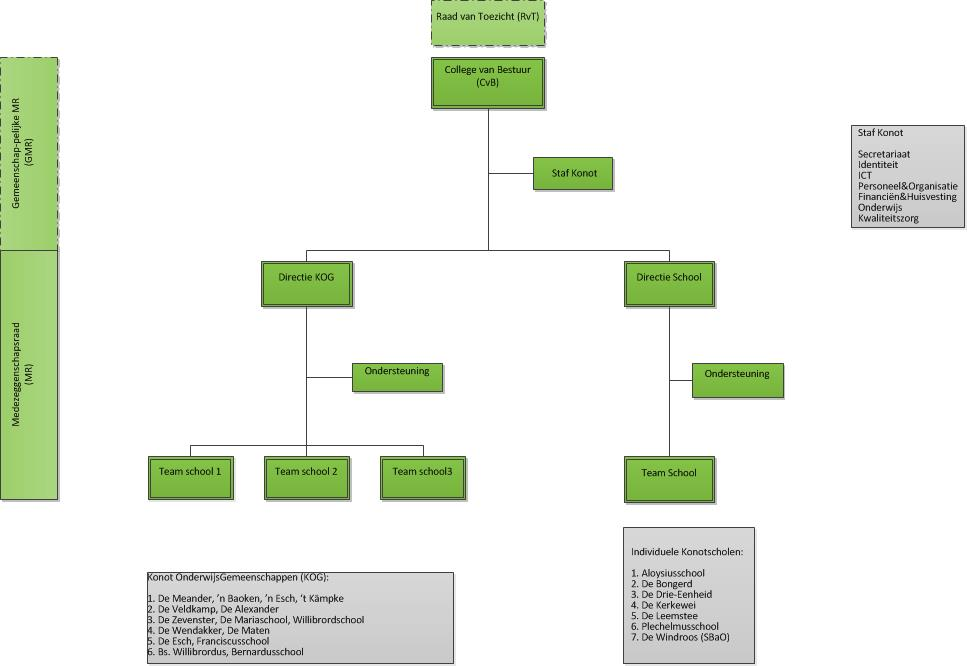 Raad van Toezicht (RvT)
College van Bestuur
(CvB)
Gemeenschap-pelijke MR
(GMR)
Staf Konot
Staf Konot
Secretariaat
Identiteit
ICT
Personeel&Organisatie
Financiën&Huisvesting
Onderwijs
Kwaliteitszorg
Directie KOG
Directie School
Medezeggenschapsraad
(MR)
Ondersteuning
Ondersteuning
Team school 1
Team school 2
Team school3
Team School
Individuele Konotscholen:
1. Aloysiusschool
2. De Bongerd
3. De Drie-Eenheid
4. De Kerkewei
5. De Leemstee
6. Plechelmusschool
7. De Windroos (SBaO)
Konot OnderwijsGemeenschappen (KOG):
1. De Meander, ’n Baoken, ’n Esch, ‘t Kämpke
2. De Veldkamp, De Alexander
3. De Zevenster, De Mariaschool, Willibrordschool
4. De Wendakker, De Maten
5. De Esch, Franciscusschool
6. Bs. Willibrordus, Bernardusschool